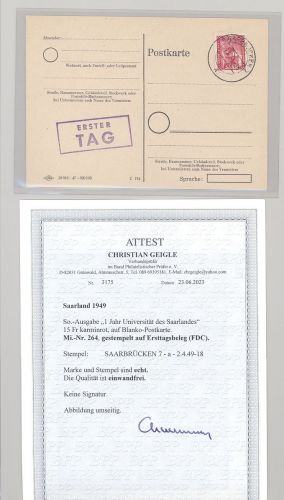 Absender:
Postkarte
Wohnort, auch Zustell- oder Leitpostamt
Straße, Hausnummer, Gebäudeteil, Stockwerk oder
Postschließfachnummer;
bei Untermietern auch Name des Vermieters
ERSTER
TAG
Straße, Hausnummer, Gebäudeteil, Stockwerk oder
Postschließfachnummer;
bei Untermietern auch Name des Vermieters
Sprache:
C 154
ATTEST
CHRISTIAN GEIGLE
Verbandsprüfer
im Bund Philatelistischer Prüfer e. V.
Nr. 3175 Datum 23.06.2023
Saarland 1949
So.-Ausgabe „1 Jahr Universität des Saarlandes"
15 Fr karminrot, auf Blanko-Postkarte.
Mi.-Nr. 264, gestempelt auf Ersttagsbeleg (FDC).
Stempel: SAARBRÜCKEN 7 - a - 2.4.49-18
Marke und Stempel sind echt.
Die Qualität ist einwandfrei.
Keine Signatur.
Abbildung umseitig.